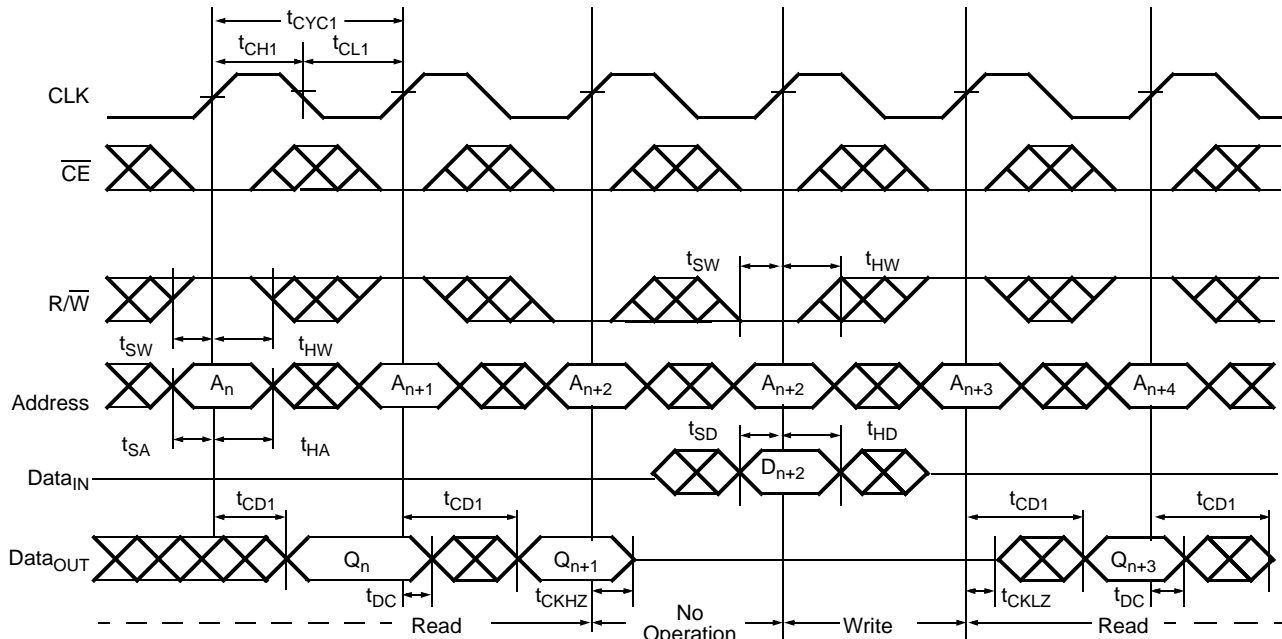 tCYC1
tCH1 tCL1
CLK
CE
tSW tHW
R/W
tSW tHW
An An+1 An+2 An+2 An+3 An+4
Address
tSA tHA tSD tHD
Dn+2
DataIN
tCD1 tCD1 tCD1 tCD1
DataOUT Qn Qn+1 Qn+3
tDC tCKHZ tCKLZ tDC
Read No Operation Write Read